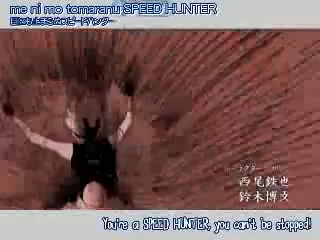 me ni mo tomaranu SPEED HUNTER
目にも止まらぬスピードハンター
西尾鉄也
鈴木博文
You're a SPEED HUNTER, you can't be stopped!